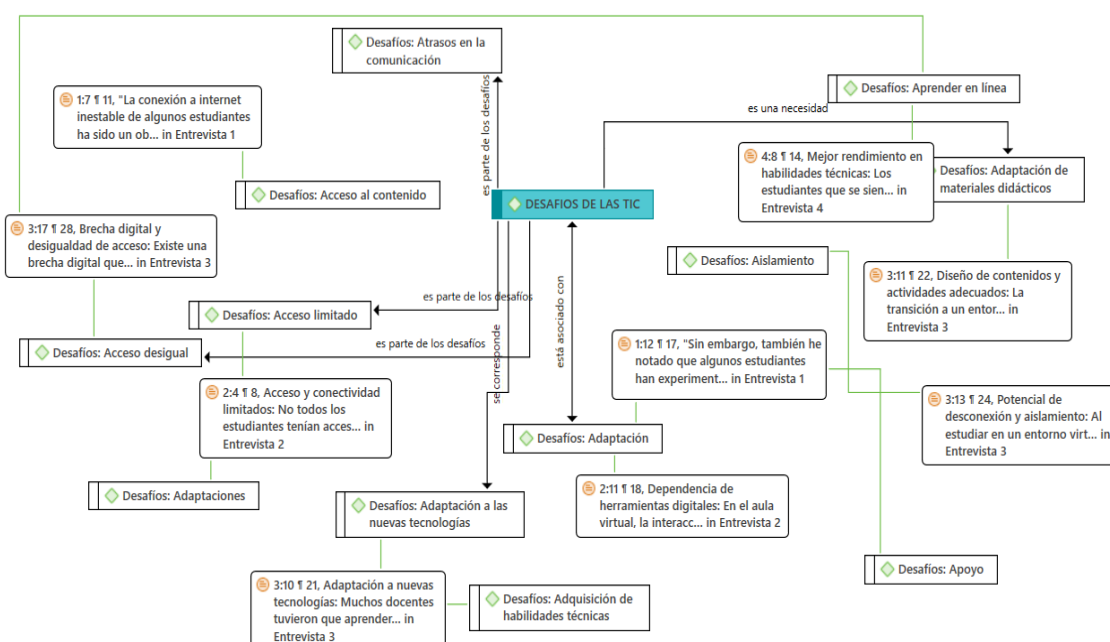 Desafíos: Atrasos en la
comunicación
1:7 ¶ 11, "La conexión a internet
inestable de algunos estudiantes
ha sido un ob... in Entrevista 1
es parte de los desafíos
Desafíos: Aprender en línea
es una necesidad
4:8 ¶ 14, Mejor rendimiento en
habilidades técnicas: Los
estudiantes que se sien... in
Entrevista 4
Desafíos: Adaptación de
materiales didácticos
Desafíos: Acceso al contenido
DESAFIOS DE LAS TIC
3:17 ¶ 28, Brecha digital y
desigualdad de acceso: Existe una
brecha digital que... in Entrevista 3
Desafíos: Aislamiento
3:11 ¶ 22, Diseño de contenidos y
actividades adecuados: La
transición a un entor... in
Entrevista 3
es parte de los desafíos
Desafíos: Acceso limitado
está asociado con
se corresponde
es parte de los desafíos
Desafíos: Acceso desigual
1:12 ¶ 17, "Sin embargo, también he
notado que algunos estudiantes
han experiment... in Entrevista 1
2:4 ¶ 8, Acceso y conectividad
limitados: No todos los
estudiantes tenían acces... in
Entrevista 2
3:13 ¶ 24, Potencial de
desconexión y aislamiento: Al
estudiar en un entorno virt... in
Entrevista 3
Desafíos: Adaptación
Desafíos: Adaptaciones
Desafíos: Adaptación a las
nuevas tecnologías
2:11 ¶ 18, Dependencia de
herramientas digitales: En el aula
virtual, la interacc... in Entrevista 2
Desafíos: Apoyo
3:10 ¶ 21, Adaptación a nuevas
tecnologías: Muchos docentes
tuvieron que aprender... in
Entrevista 3
Desafíos: Adquisición de
habilidades técnicas